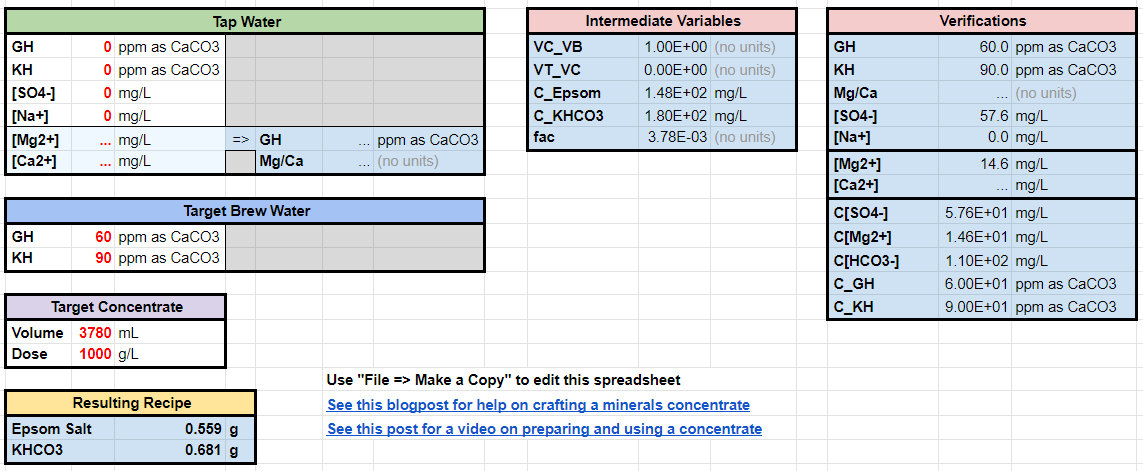 Tap Water
GH 0 ppm as CaCO3
KH 0 ppm as CaCO3
[SO4-] 0 mg/L
[Na+] 0 mg/L
[Mg2+] ... mg/L => GH ... ppm as CaCO3
[Ca2+] ... mg/L Mg/Ca ... (no units)
Target Brew Water
GH 60 ppm as CaCO3
KH 90 ppm as CaCO3
Target Concentrate
Volume 3780 mL
Dose 1000 g/L
Resulting Recipe
Epsom Salt 0.559 g
KHCO3 0.681 g
Intermediate Variables
VC_VB 1.00E+00 (no units)
VT_VC 0.00E+00 (no units)
C_Epsom 1.48E+02 mg/L
C_KHCO3 1.80E+02 mg/L
fac 3.78E-03 (no units)
Use "File => Make a Copy" to edit this spreadsheet
See this blogpost for help on crafting a minerals concentrate
See this post for a video on preparing and using a concentrate
Verifications
GH 60.0 ppm as CaCO3
KH 90.0 ppm as CaCO3
Mg/Ca ... (no units)
[SO4-] 57.6 mg/L
[Na+] 0.0 mg/L
[Mg2+] 14.6 mg/L
[Ca2+] ... mg/L
C[SO4-] 5.76E+01 mg/L
C[Mg2+] 1.46E+01 mg/L
C[HCO3-] 1.10E+02 mg/L
C_GH 6.00E+01 ppm as CaCO3
C_KH 9.00E+01 ppm as CaCO3